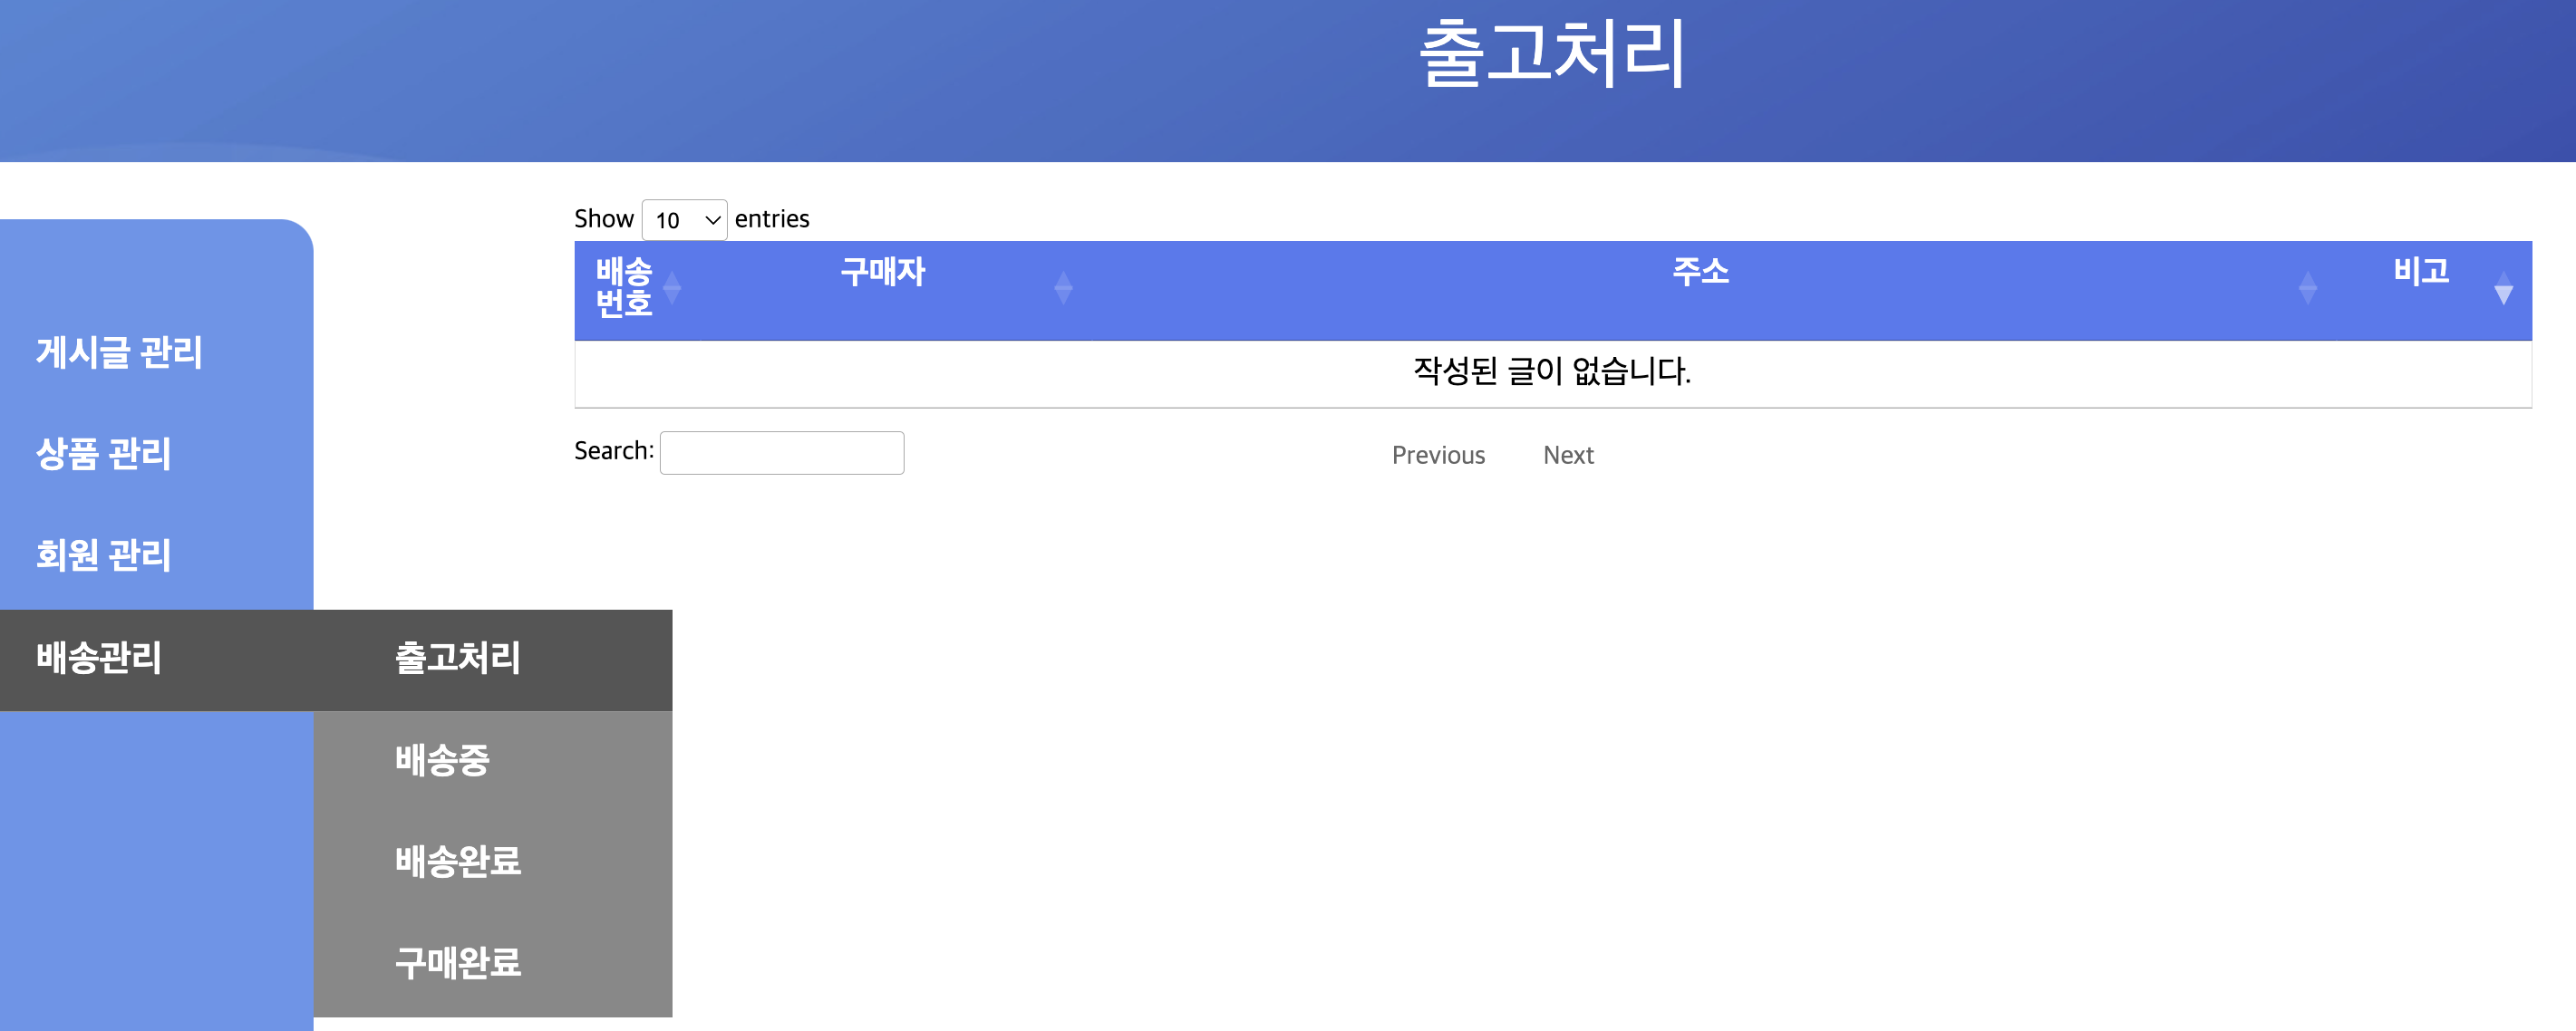 출고처리
Show 10 entries
배송
번호
구매자
주소
비고
작성된 글이 없습니다.
Search:
Previous
Next
게시글 관리
상품 관리
회원 관리
배송관리
출고처리
배송중
배송완료
구매완료